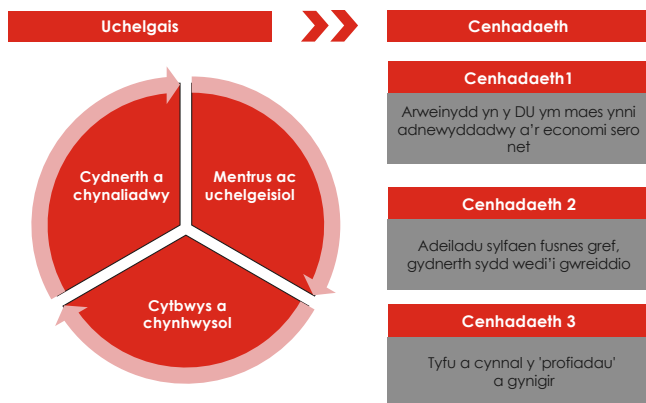 Uchelgais
Cydnerth a
chynaliadwy
Mentrus ac
uchelgeisiol
Cytbwys a
chynhwysol
Cenhadaeth
Cenhadaeth1
Arweinydd yn y DU ym maes ynni
adnewyddadwy a'r economi sero
net
Cenhadaeth 2
Adeiladu sylfaen fusnes gref,
gydnerth sydd wedi'i gwreiddio
Cenhadaeth 3
Tyfu a cynnal y 'profiadau'
a gynigir